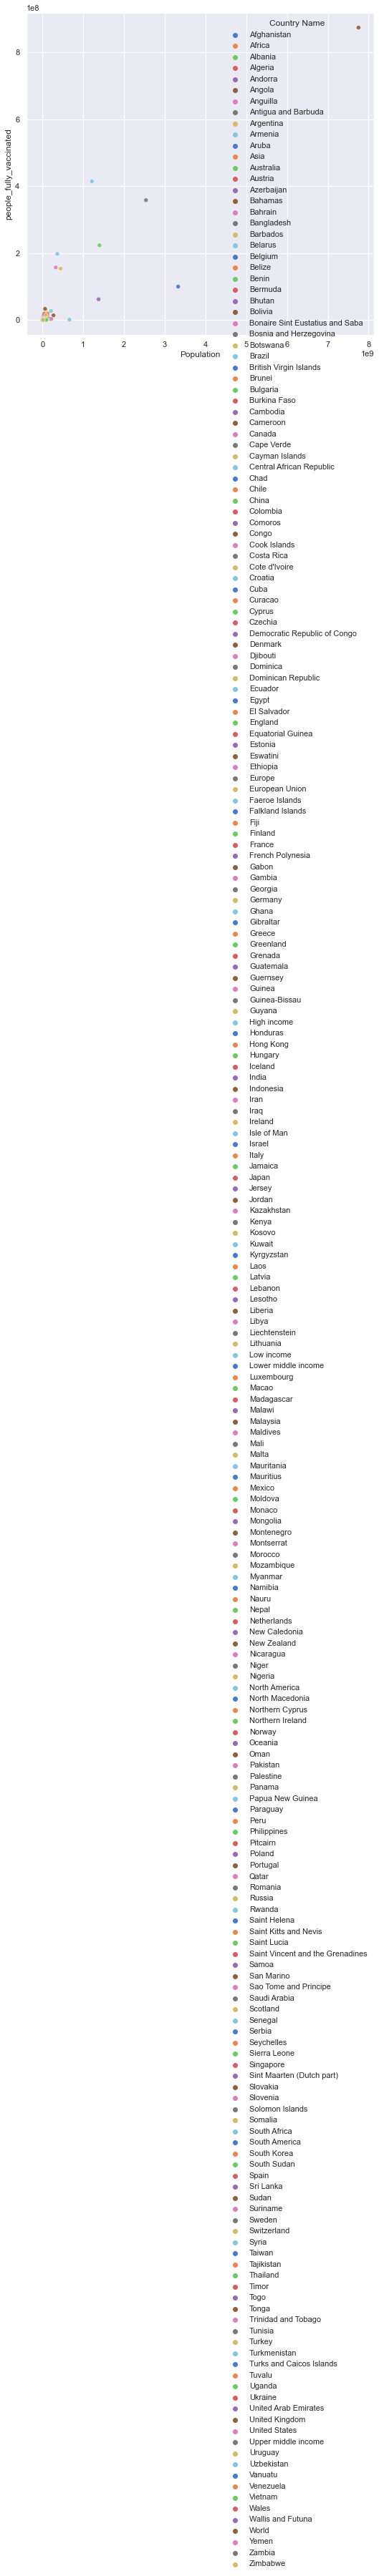 1e8
Country Name
Afghanistan
Africa
Albania
Algeria
Andorra
Angola
Anguilla
Antigua and Barbuda
Argentina
Armenia
Aruba
Asia
Australia
Austria
Azerbaijan
Bahamas
Bahrain
Bangladesh
Barbados
Belarus
Belgium
Belize
Benin
Bermuda
Bhutan
Bolivia
Bonaire Sint Eustatius and Saba
Bosnia and Herzegovina
Botswana
Brazil
British Virgin Islands
Brunei
Bulgaria
Burkina Faso
Cambodia
Cameroon
Canada
Cape Verde
Cayman Islands
Central African Republic
Chad
Chile
China
Colombia
Comoros
Congo
Cook Islands
Costa Rica
Cote d'Ivoire
Croatia
Cuba
Curacao
Cyprus
Czechia
Democratic Republic of Congo
Denmark
Djibouti
Dominica
Dominican Republic
Ecuador
Egypt
El Salvador
England
Equatorial Guinea
Estonia
Eswatini
Ethiopia
Europe
European Union
Faeroe Islands
Falkland Islands
Fiji
Finland
France
French Polynesia
Gabon
Gambia
Georgia
Germany
Ghana
Gibraltar
Greece
Greenland
Grenada
Guatemala
Guernsey
Guinea
Guinea-Bissau
Guyana
High income
Honduras
Hong Kong
Hungary
Iceland
India
Indonesia
Iran
Iraq
Ireland
Isle of Man
Israel
Italy
Jamaica
Japan
Jersey
Jordan
Kazakhstan
Kenya
Kosovo
Kuwait
Kyrgyzstan
Laos
Latvia
Lebanon
Lesotho
Liberia
Libya
Liechtenstein
Lithuania
Low income
Lower middle income
Luxembourg
Macao
Madagascar
Malawi
Malaysia
Maldives
Mali
Malta
Mauritania
Mauritius
Mexico
Moldova
Monaco
Mongolia
Montenegro
Montserrat
Morocco
Mozambique
Myanmar
Namibia
Nauru
Nepal
Netherlands
New Caledonia
New Zealand
Nicaragua
Niger
Nigeria
North America
North Macedonia
Northern Cyprus
Northern Ireland
Norway
Oceania
Oman
Pakistan
Palestine
Panama
Papua New Guinea
Paraguay
Peru
Philippines
Pitcairn
Poland
Portugal
Qatar
Romania
Russia
Rwanda
Saint Helena
Saint Kitts and Nevis
Saint Lucia
Saint Vincent and the Grenadines
Samoa
San Marino
Sao Tome and Principe
Saudi Arabia
Scotland
Senegal
Serbia
Seychelles
Sierra Leone
Singapore
Sint Maarten (Dutch part)
Slovakia
Slovenia
Solomon Islands
Somalia
South Africa
South America
South Korea
South Sudan
Spain
Sri Lanka
Sudan
Suriname
Sweden
Switzerland
Syria
Taiwan
Tajikistan
Thailand
Timor
Togo
Tonga
Trinidad and Tobago
Tunisia
Turkey
Turkmenistan
Turks and Caicos Islands
Tuvalu
Uganda
Ukraine
United Arab Emirates
United Kingdom
United States
Upper middle income
Uruguay
Uzbekistan
Vanuatu
Venezuela
Vietnam
Wales
Wallis and Futuna
World
Yemen
Zambia
Zimbabwe
people_fully_vaccinated
8
6
4
2
0
0 1 2 3 4 5 6 7 8
Population
1e9